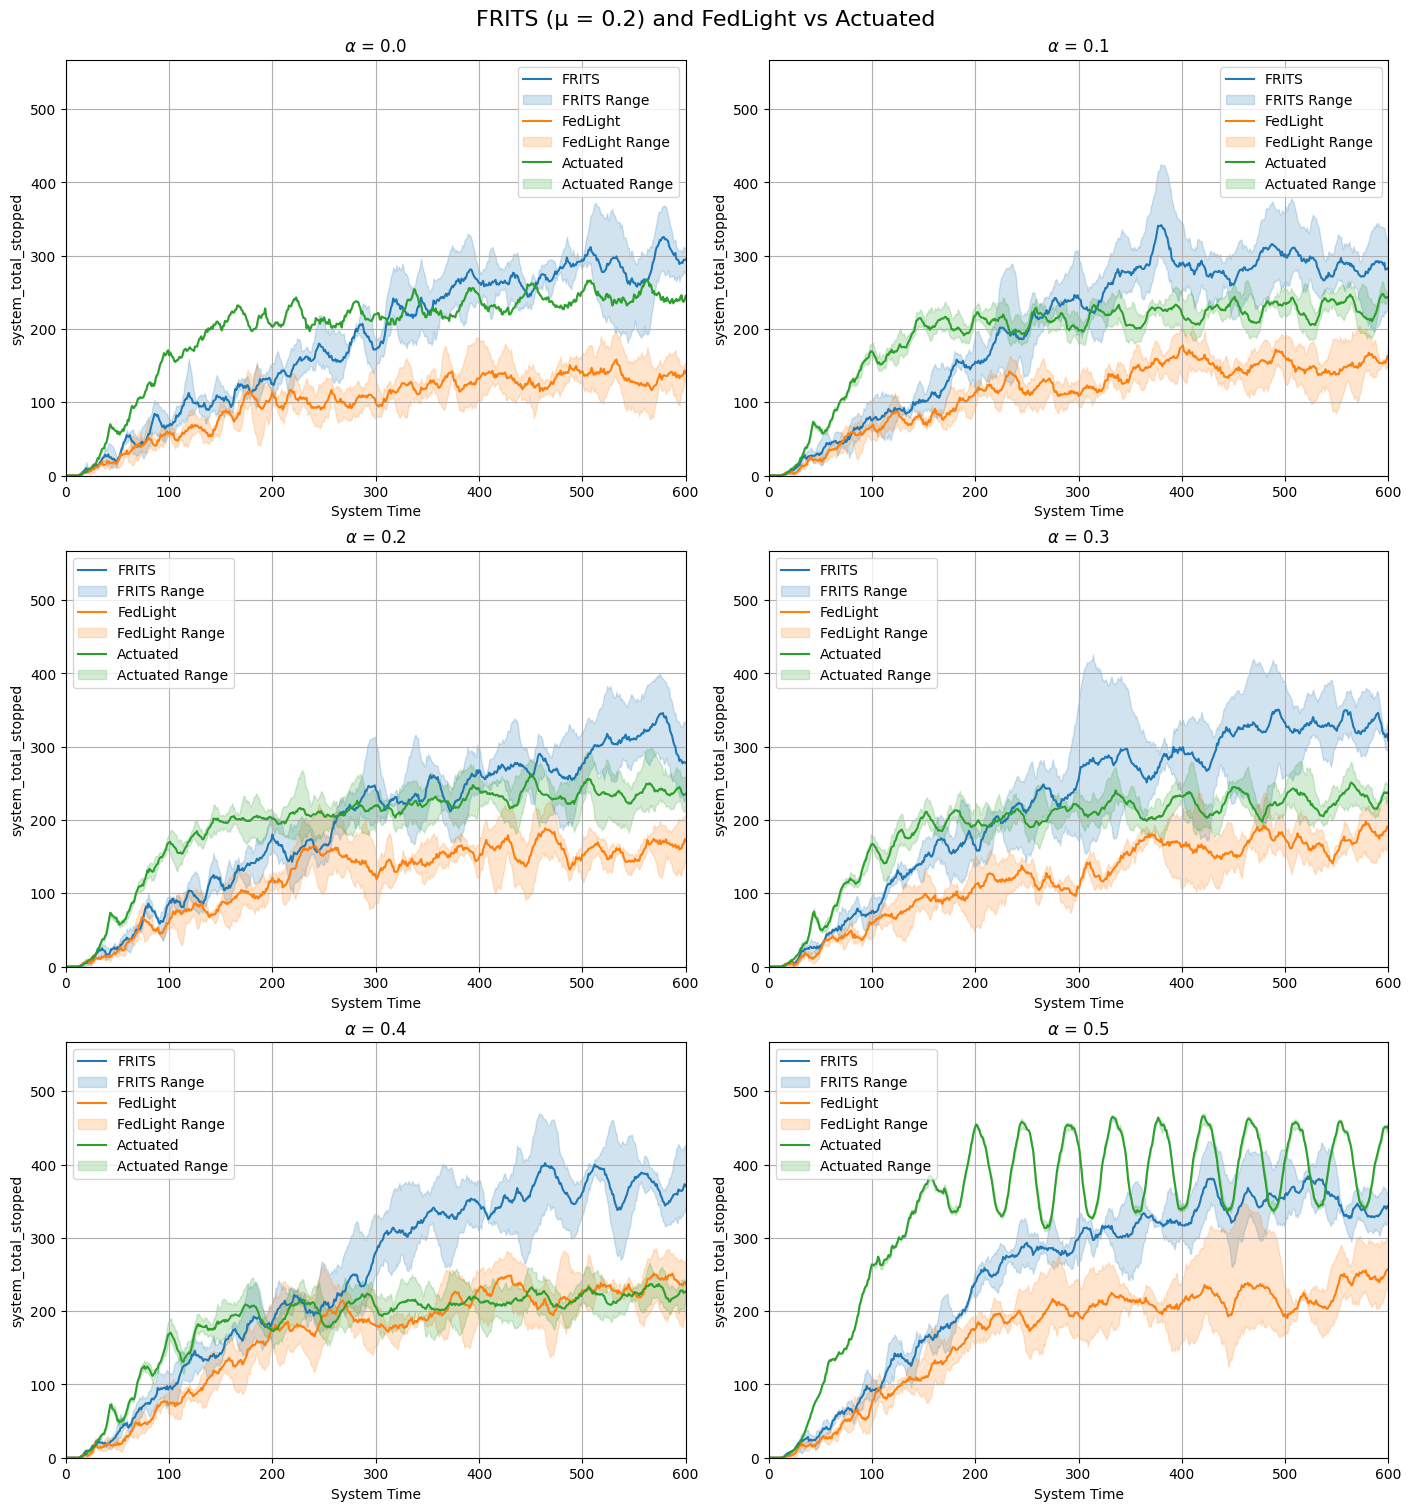 FRITS (μ = 0.2) and FedLight vs Actuated
α = 0.0
system_total_stopped
500
400
300
200
100
0
FRITS
FRITS Range
FedLight
FedLight Range
Actuated
Actuated Range
0 100 200 300 400 500 600
System Time
α = 0.1
system_total_stopped
500
400
300
200
100
0
FRITS
FRITS Range
FedLight
FedLight Range
Actuated
Actuated Range
0 100 200 300 400 500 600
System Time
α = 0.2
system_total_stopped
500
400
300
200
100
0
FRITS
FRITS Range
FedLight
FedLight Range
Actuated
Actuated Range
0 100 200 300 400 500 600
System Time
α = 0.3
system_total_stopped
500
400
300
200
100
0
FRITS
FRITS Range
FedLight
FedLight Range
Actuated
Actuated Range
0 100 200 300 400 500 600
System Time
α = 0.4
system_total_stopped
500
400
300
200
100
0
FRITS
FRITS Range
FedLight
FedLight Range
Actuated
Actuated Range
0 100 200 300 400 500 600
System Time
α = 0.5
system_total_stopped
500
400
300
200
100
0
FRITS
FRITS Range
FedLight
FedLight Range
Actuated
Actuated Range
0 100 200 300 400 500 600
System Time